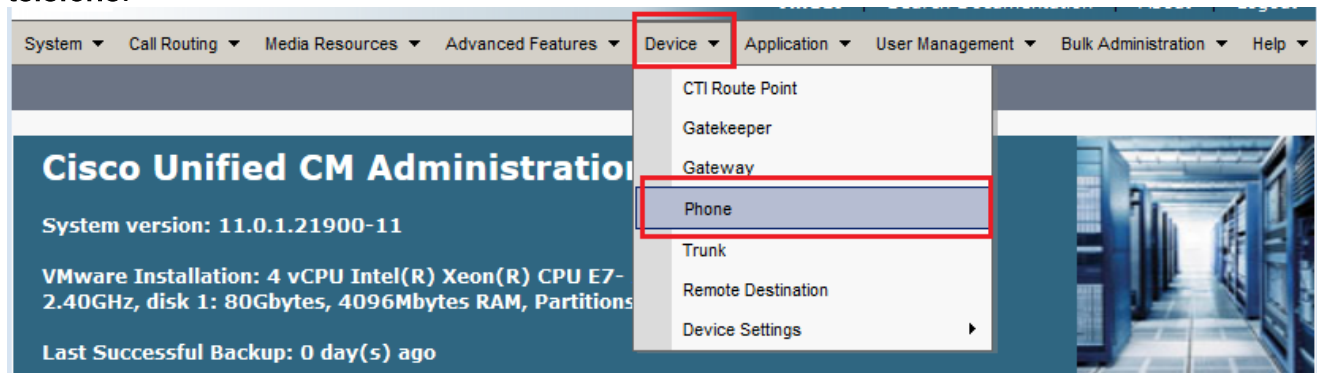 System Call Routing Media Resources Advanced Features Device Application User Management Bulk Administration Help
CTI Route Point
Gatekeeper
Gateway
Phone
Trunk
Remote Destination
Device Settings
Cisco Unified CM Administration
System version: 11.0.1.21900-11
VMware Installation: 4 vCPU Intel(R) Xeon(R) CPU E7-
2.40GHz, disk 1: 80Gbytes, 4096Mbytes RAM, Partitions
Last Successful Backup: 0 day(s) ago